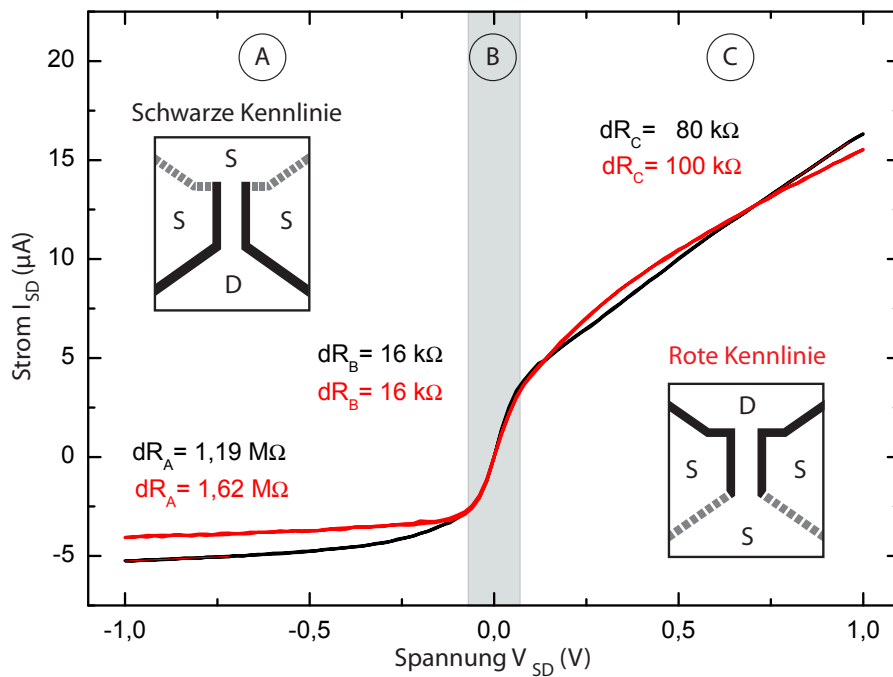 A
B
C
Schwarze Kennlinie
S
S
S
D
dR_C= 80 kΩ
dR_C= 100 kΩ
dR_B= 16 kΩ
dR_B= 16 kΩ
Rote Kennlinie
D
S
S
S
dR_A= 1,19 MΩ
dR_A= 1,62 MΩ
Strom I_SD (µA)
20
15
10
5
0
-5
-1,0
-0,5
0,0
0,5
1,0
Spannung V_SD (V)